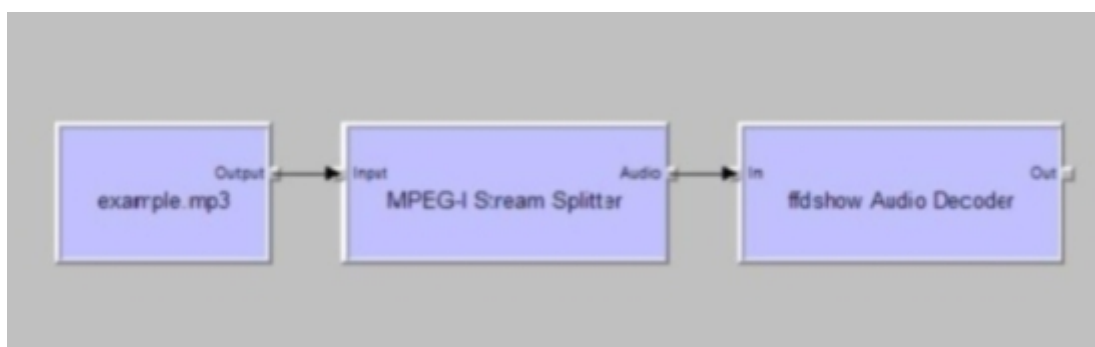 Output
example.mp3
Input
Audio
MPEG-I Stream Splitter
In
Out
ffdshow Audio Decoder